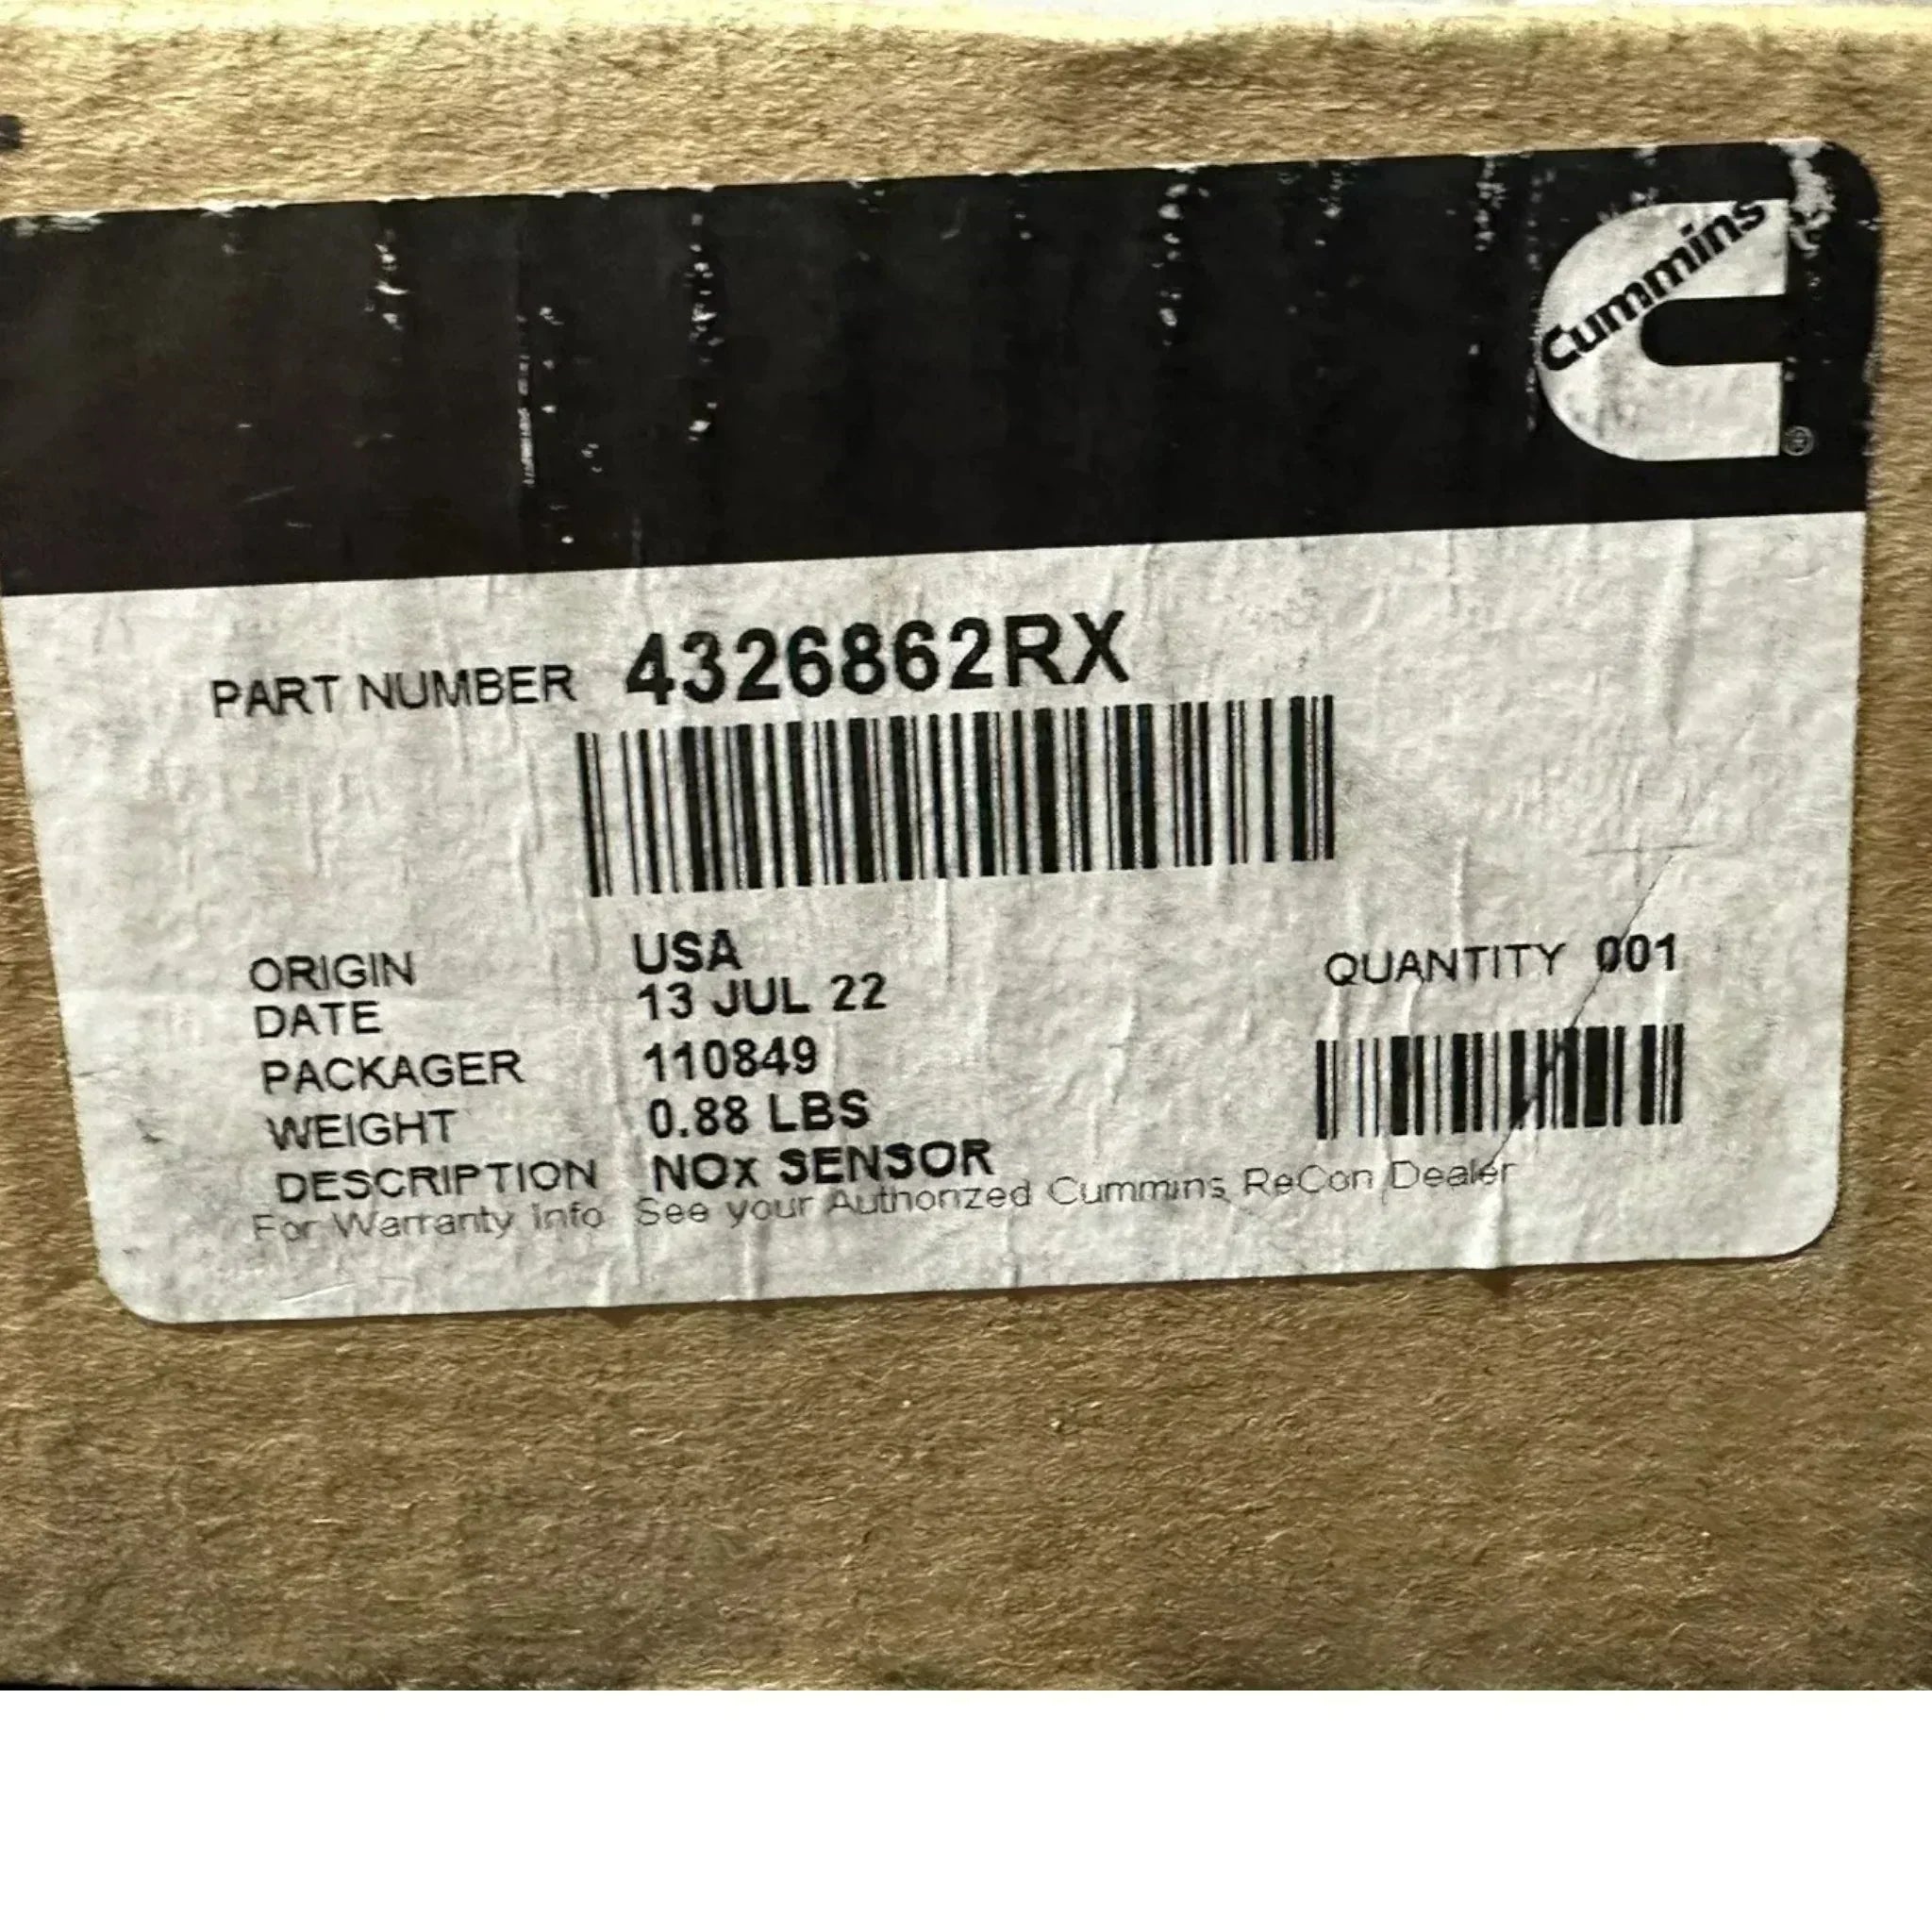 Cummins
®
PART NUMBER 4326862RX
ORIGIN USA
DATE 13 JUL 22
QUANTITY 001
PACKAGER 110849
WEIGHT 0.88 LBS
DESCRIPTION NOx SENSOR
For Warranty Info See your Authorized Cummins ReCon Dealer